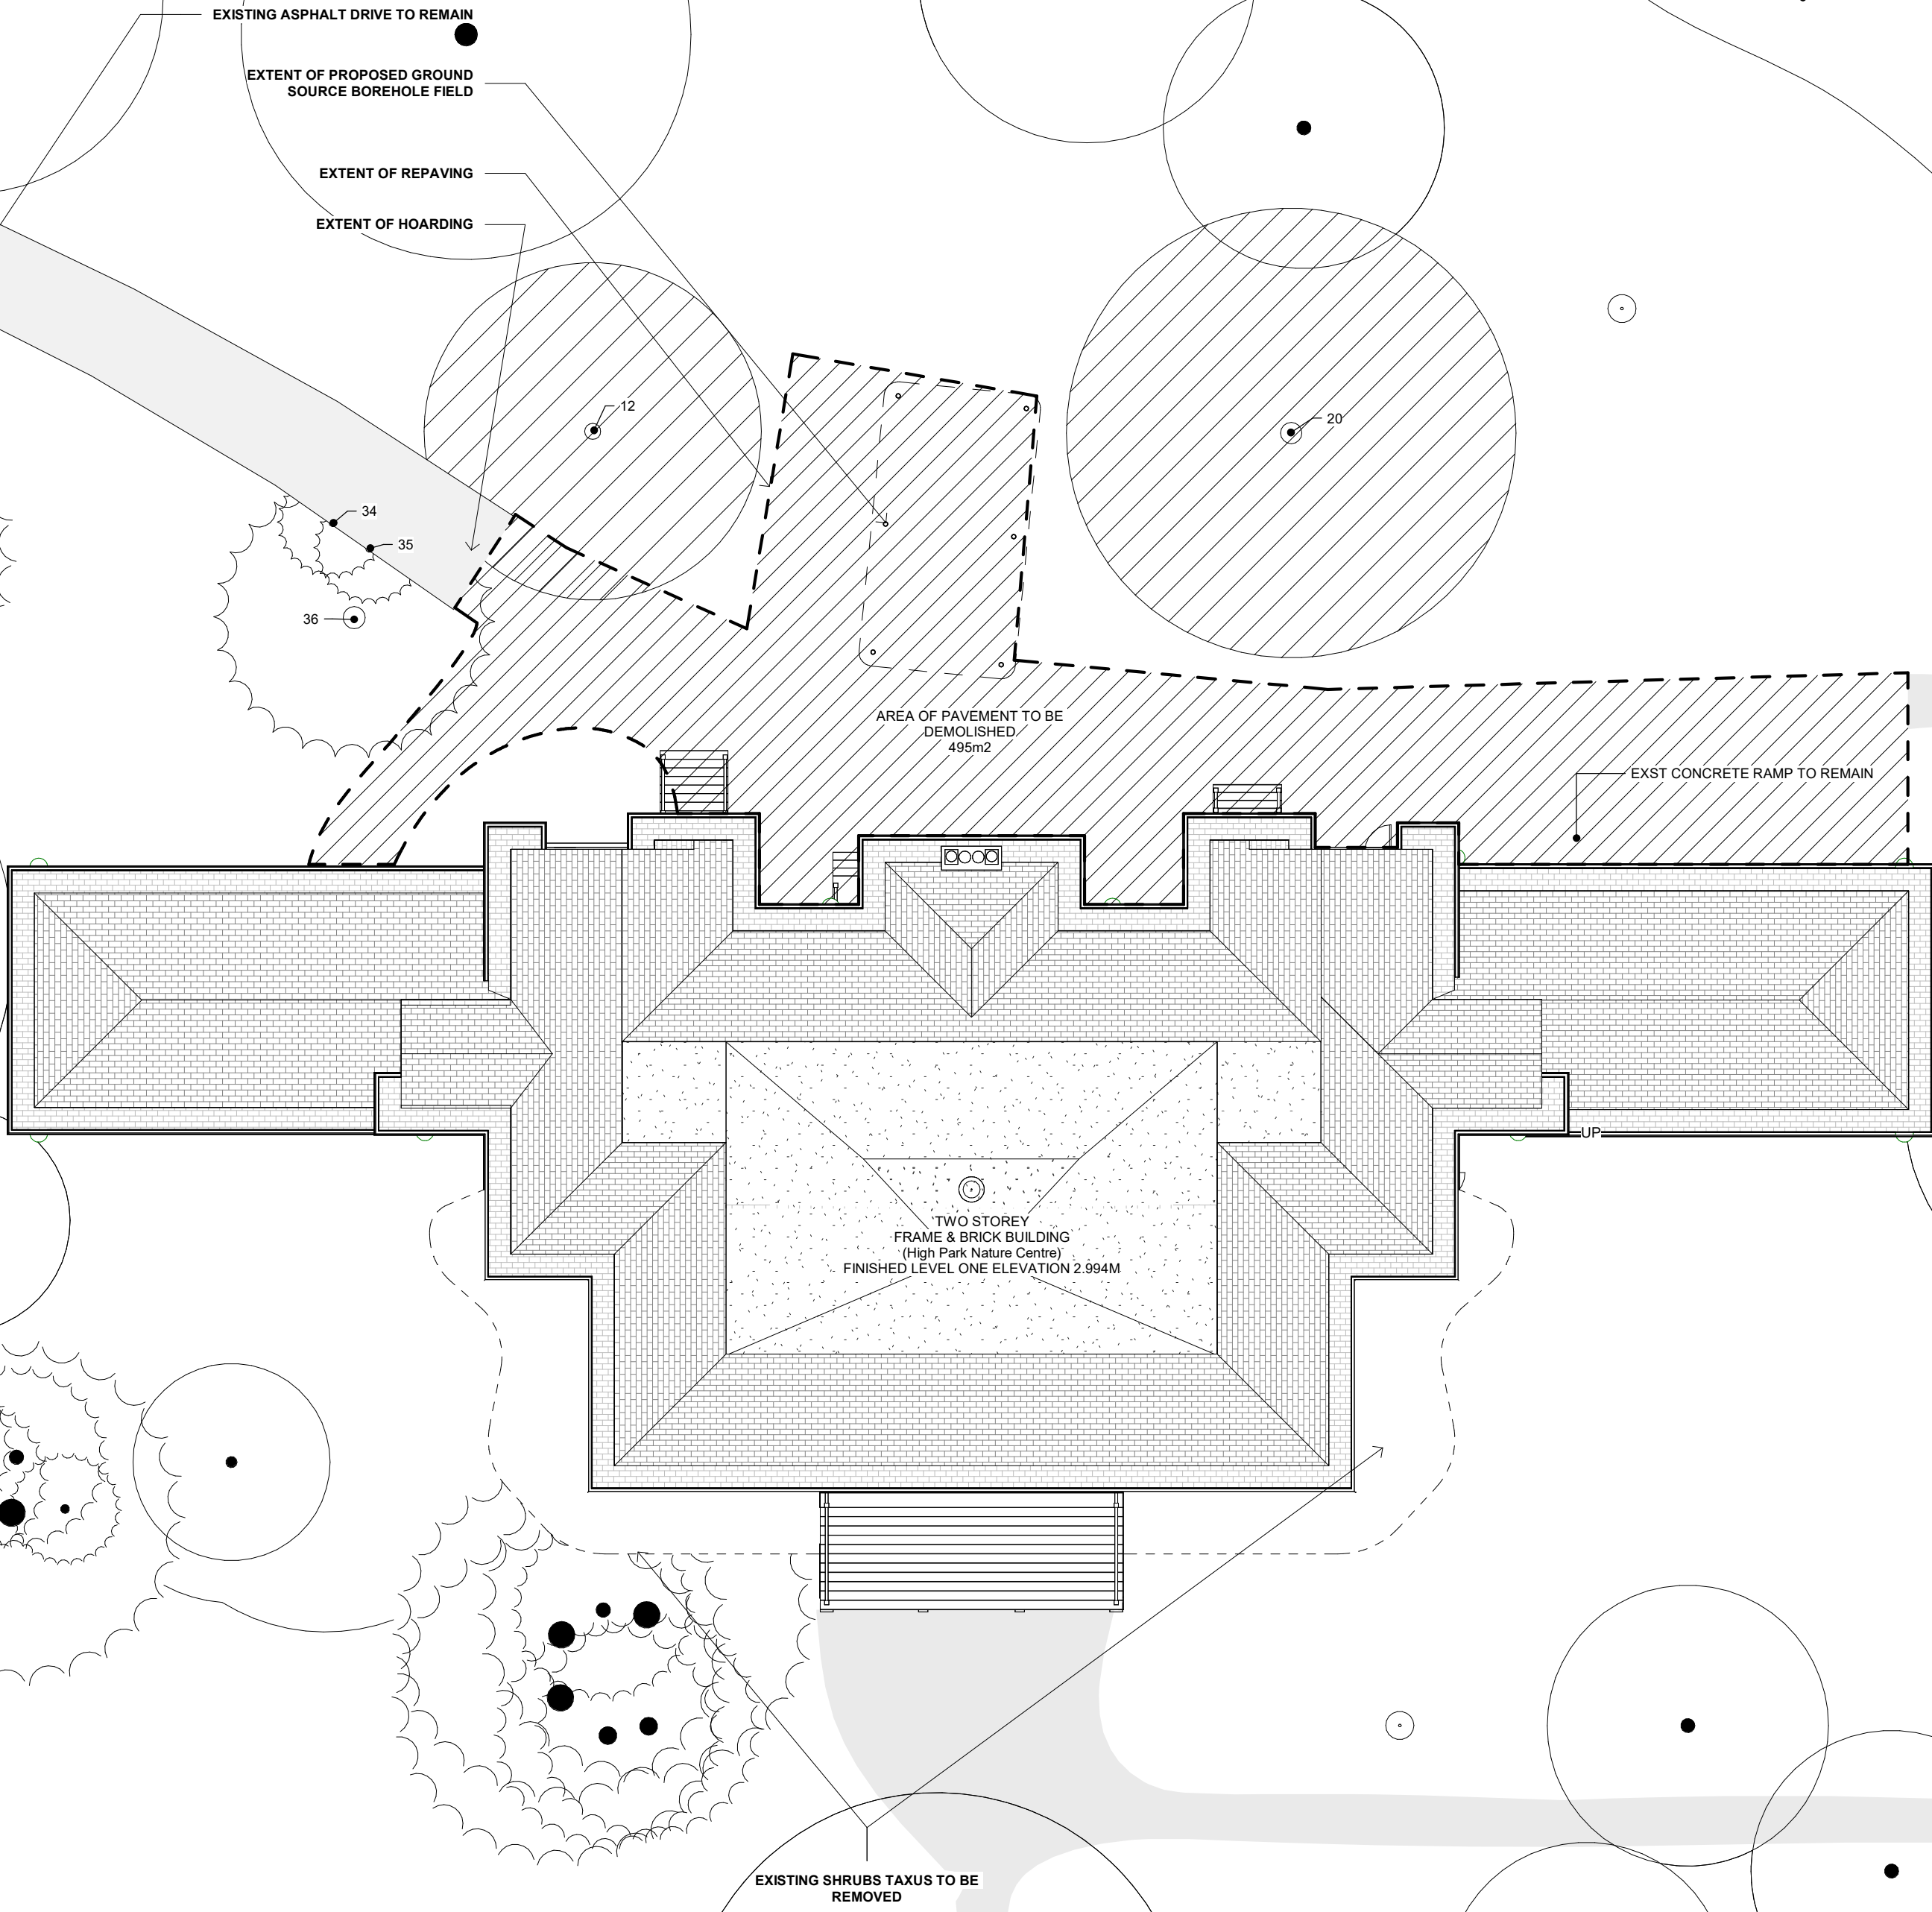 EXISTING ASPHALT DRIVE TO REMAIN
EXTENT OF PROPOSED GROUND
SOURCE BOREHOLE FIELD
EXTENT OF REPAVING
EXTENT OF HOARDING
12
20
34
35
36
AREA OF PAVEMENT TO BE
DEMOLISHED
495m2
EXST CONCRETE RAMP TO REMAIN
UP
TWO STOREY
FRAME & BRICK BUILDING
(High Park Nature Centre)
FINISHED LEVEL ONE ELEVATION 2.994M
EXISTING SHRUBS TAXUS TO BE
REMOVED